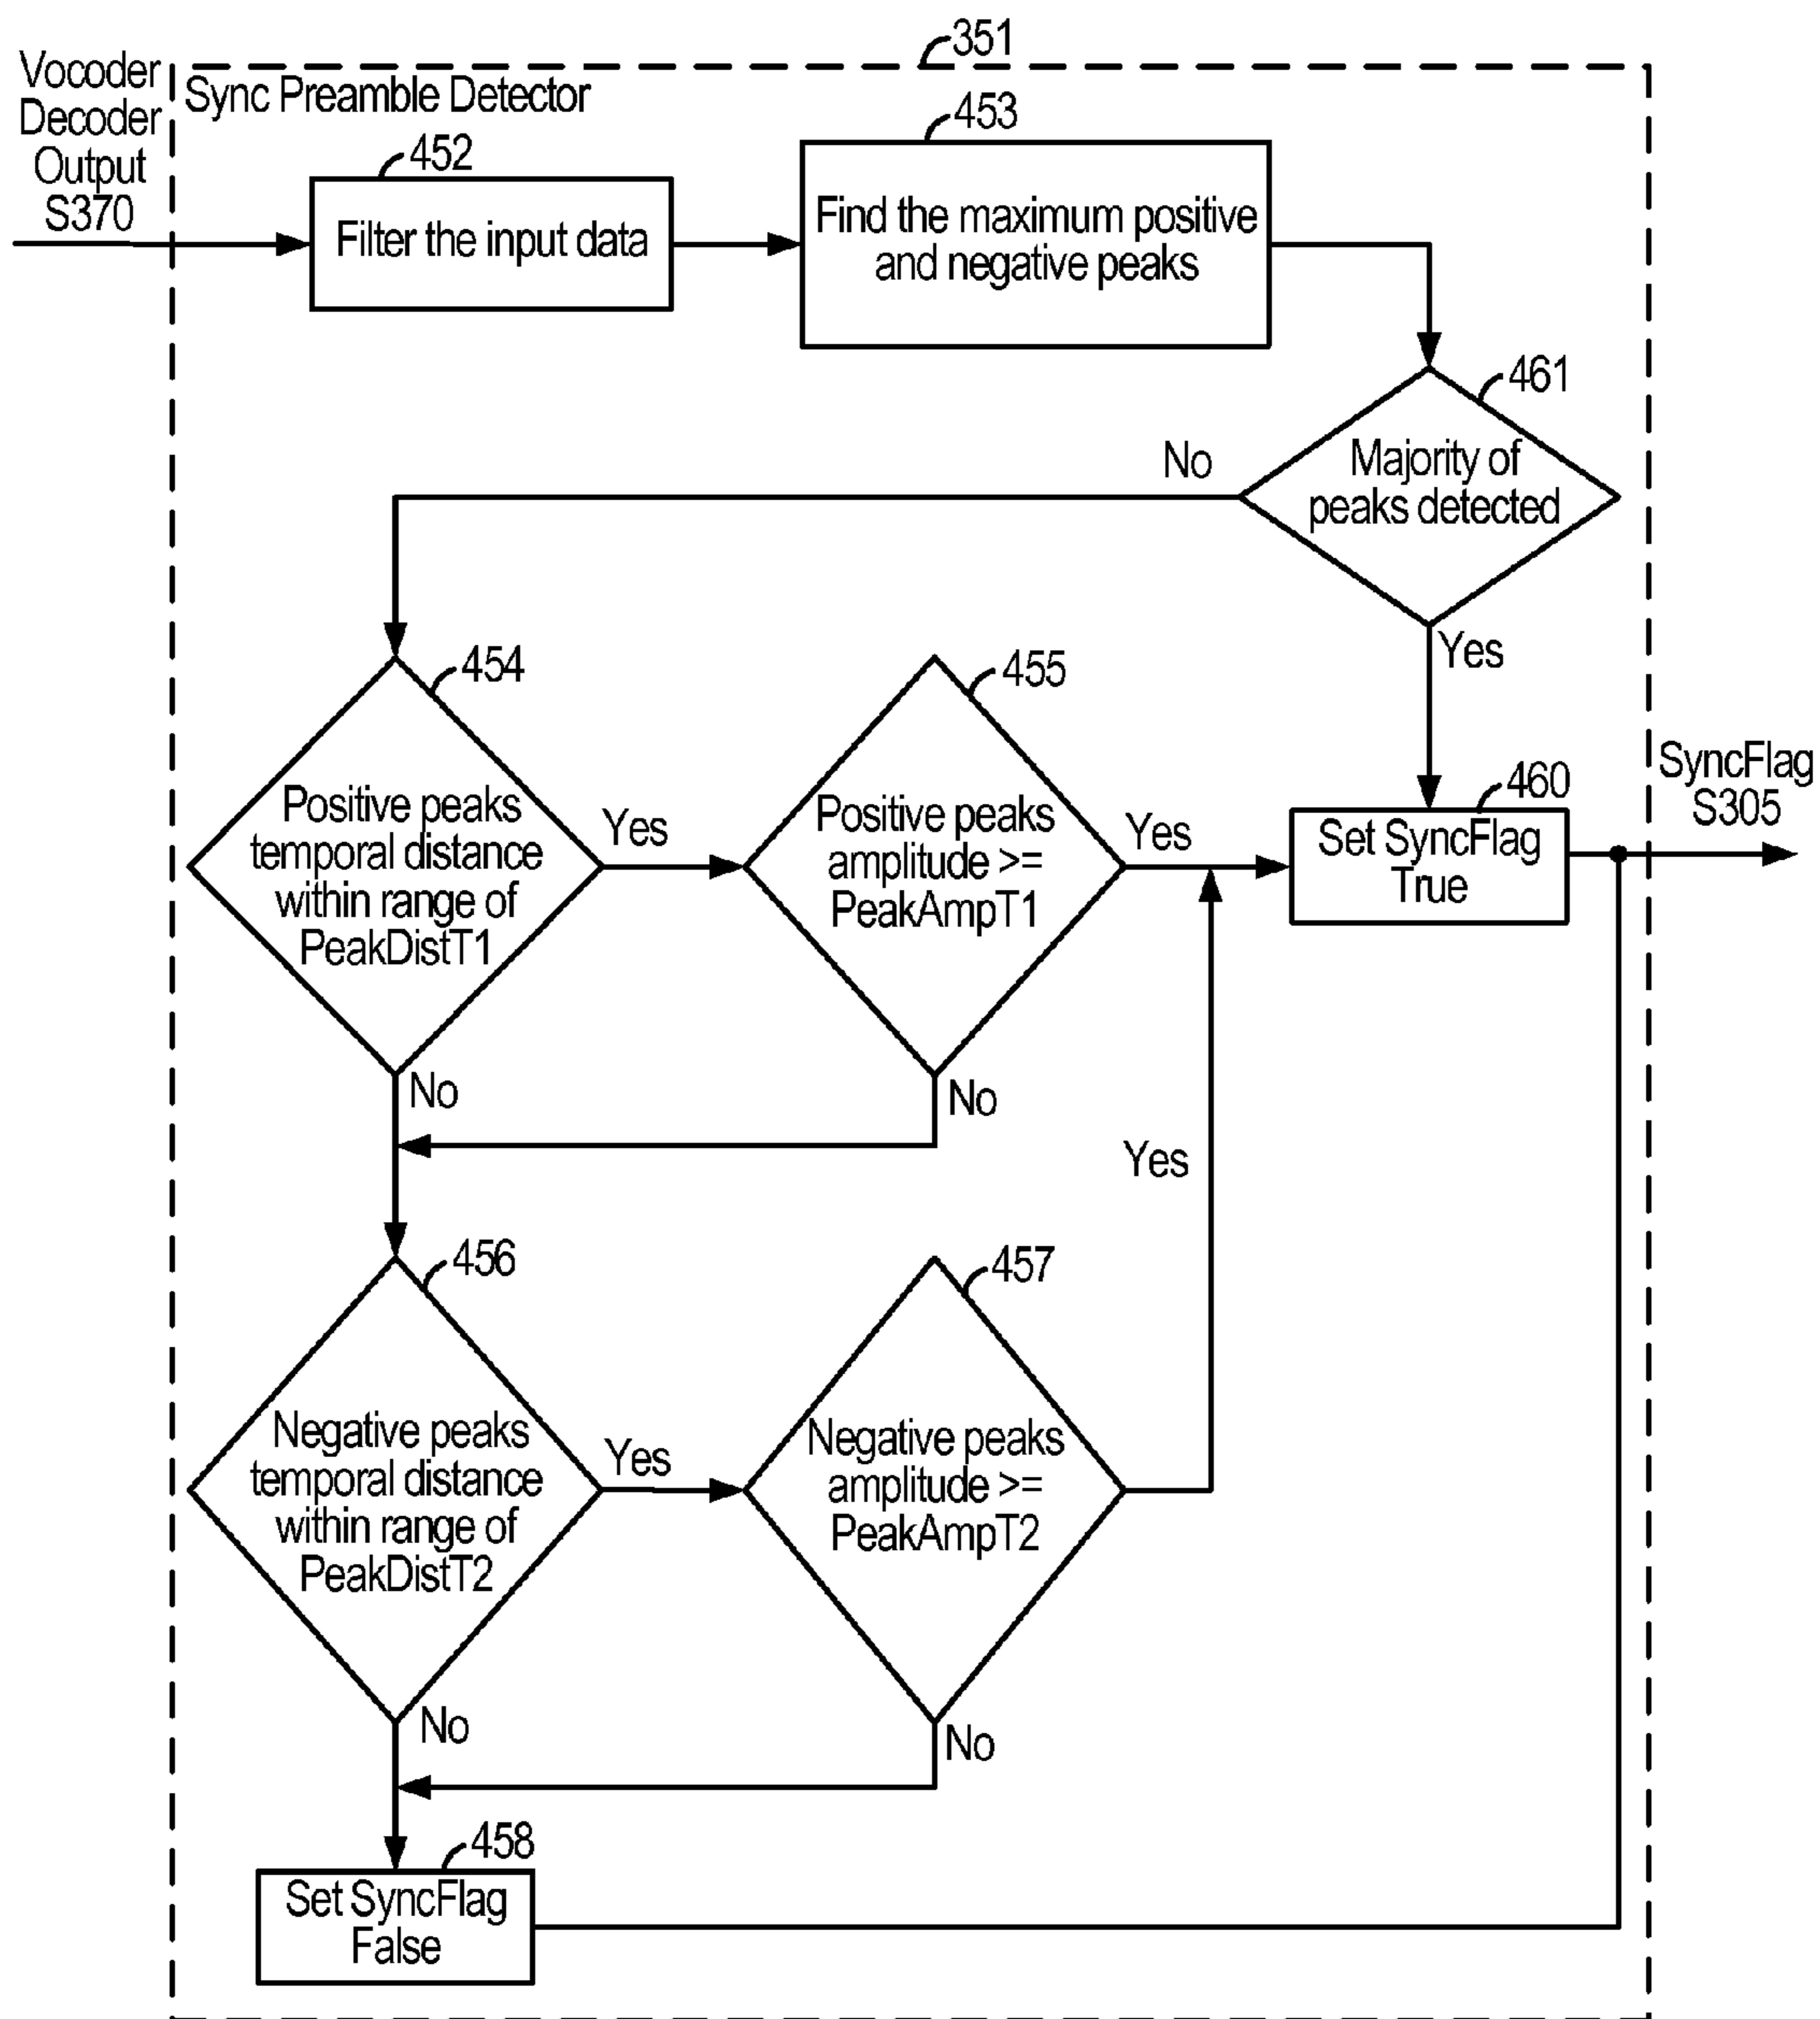 351
Vocoder
Decoder
Output
S370
Sync Preamble Detector
452
Filter the input data
453
Find the maximum positive
and negative peaks
461
Majority of
peaks detected
No
Yes
454
Positive peaks
temporal distance
within range of
PeakDistT1
Yes
No
455
Positive peaks
amplitude >=
PeakAmpT1
Yes
No
460
Set SyncFlag
True
SyncFlag
S305
456
Negative peaks
temporal distance
within range of
PeakDistT2
Yes
No
457
Negative peaks
amplitude >=
PeakAmpT2
Yes
No
458
Set SyncFlag
False